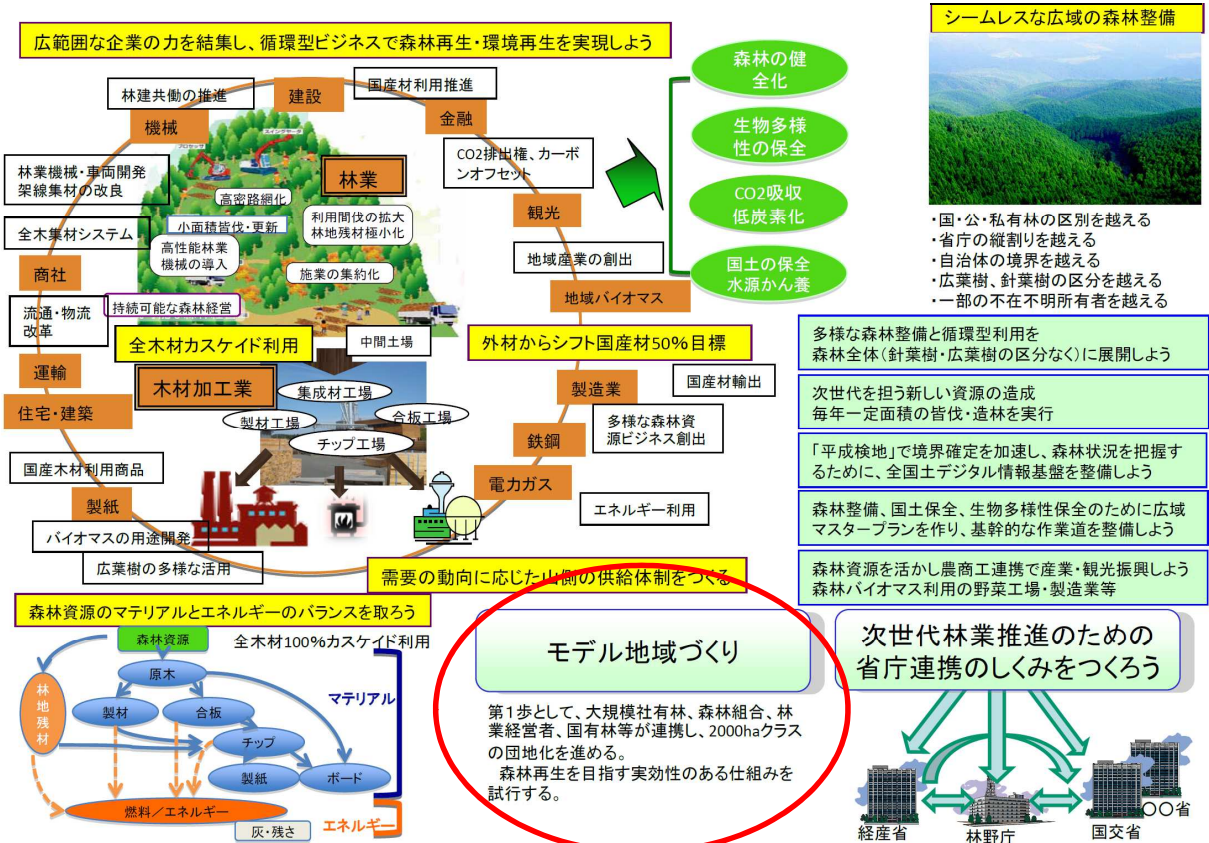 広範囲な企業の力を結集し、循環型ビジネスで森林再生・環境再生を実現しよう
林建共働の推進
建設
国産材利用推進
機械
金融
スイングヤーダ
プロセッサ
林業機械・車両開発
架線集材の改良
林業
CO2排出権、カーボ
ンオフセット
高密路網化
観光
全木集材システム
小面積皆伐・更新
利用間伐の拡大
林地残材極小化
高性能林業
機械の導入
地域産業の創出
商社
施業の集約化
地域バイオマス
流通・物流
改革
持続可能な森林経営
全木材カスケイド利用
中間土場
外材からシフト国産材50%目標
運輸
木材加工業
集成材工場
製造業
国産材輸出
住宅・建築
製材工場
合板工場
多様な森林資
源ビジネス創出
チップ工場
鉄鋼
国産木材利用商品
電力ガス
製紙
エネルギー利用
バイオマスの用途開発
広葉樹の多様な活用
需要の動向に応じた山側の供給体制をつくる
森林の健
全化
生物多様
性の保全
CO2吸収
低炭素化
国土の保全
水源かん養
シームレスな広域の森林整備
・国・公・私有林の区別を越える
・省庁の縦割りを越える
・自治体の境界を越える
・広葉樹、針葉樹の区分を越える
・一部の不在不明所有者を越える
多様な森林整備と循環型利用を
森林全体(針葉樹・広葉樹の区分なく)に展開しよう
次世代を担う新しい資源の造成
毎年一定面積の皆伐・造林を実行
「平成検地」で境界確定を加速し、森林状況を把握す
るために、全国土デジタル情報基盤を整備しよう
森林整備、国土保全、生物多様性保全のために広域
マスタープランを作り、基幹的な作業道を整備しよう
森林資源を活かし農商工連携で産業・観光振興しよう
森林バイオマス利用の野菜工場・製造業等
森林資源のマテリアルとエネルギーのバランスを取ろう
森林資源
全木材100%カスケイド利用
原木
林地残材
製材
合板
マテリアル
チップ
製紙
ボード
燃料/エネルギー
エネルギー
灰・残さ
モデル地域づくり
第1歩として、大規模社有林、森林組合、林
業経営者、国有林等が連携し、2000haクラス
の団地化を進める。
森林再生を目指す実効性のある仕組みを
試行する。
次世代林業推進のための
省庁連携のしくみをつくろう
経産省
林野庁
国交省
〇〇省